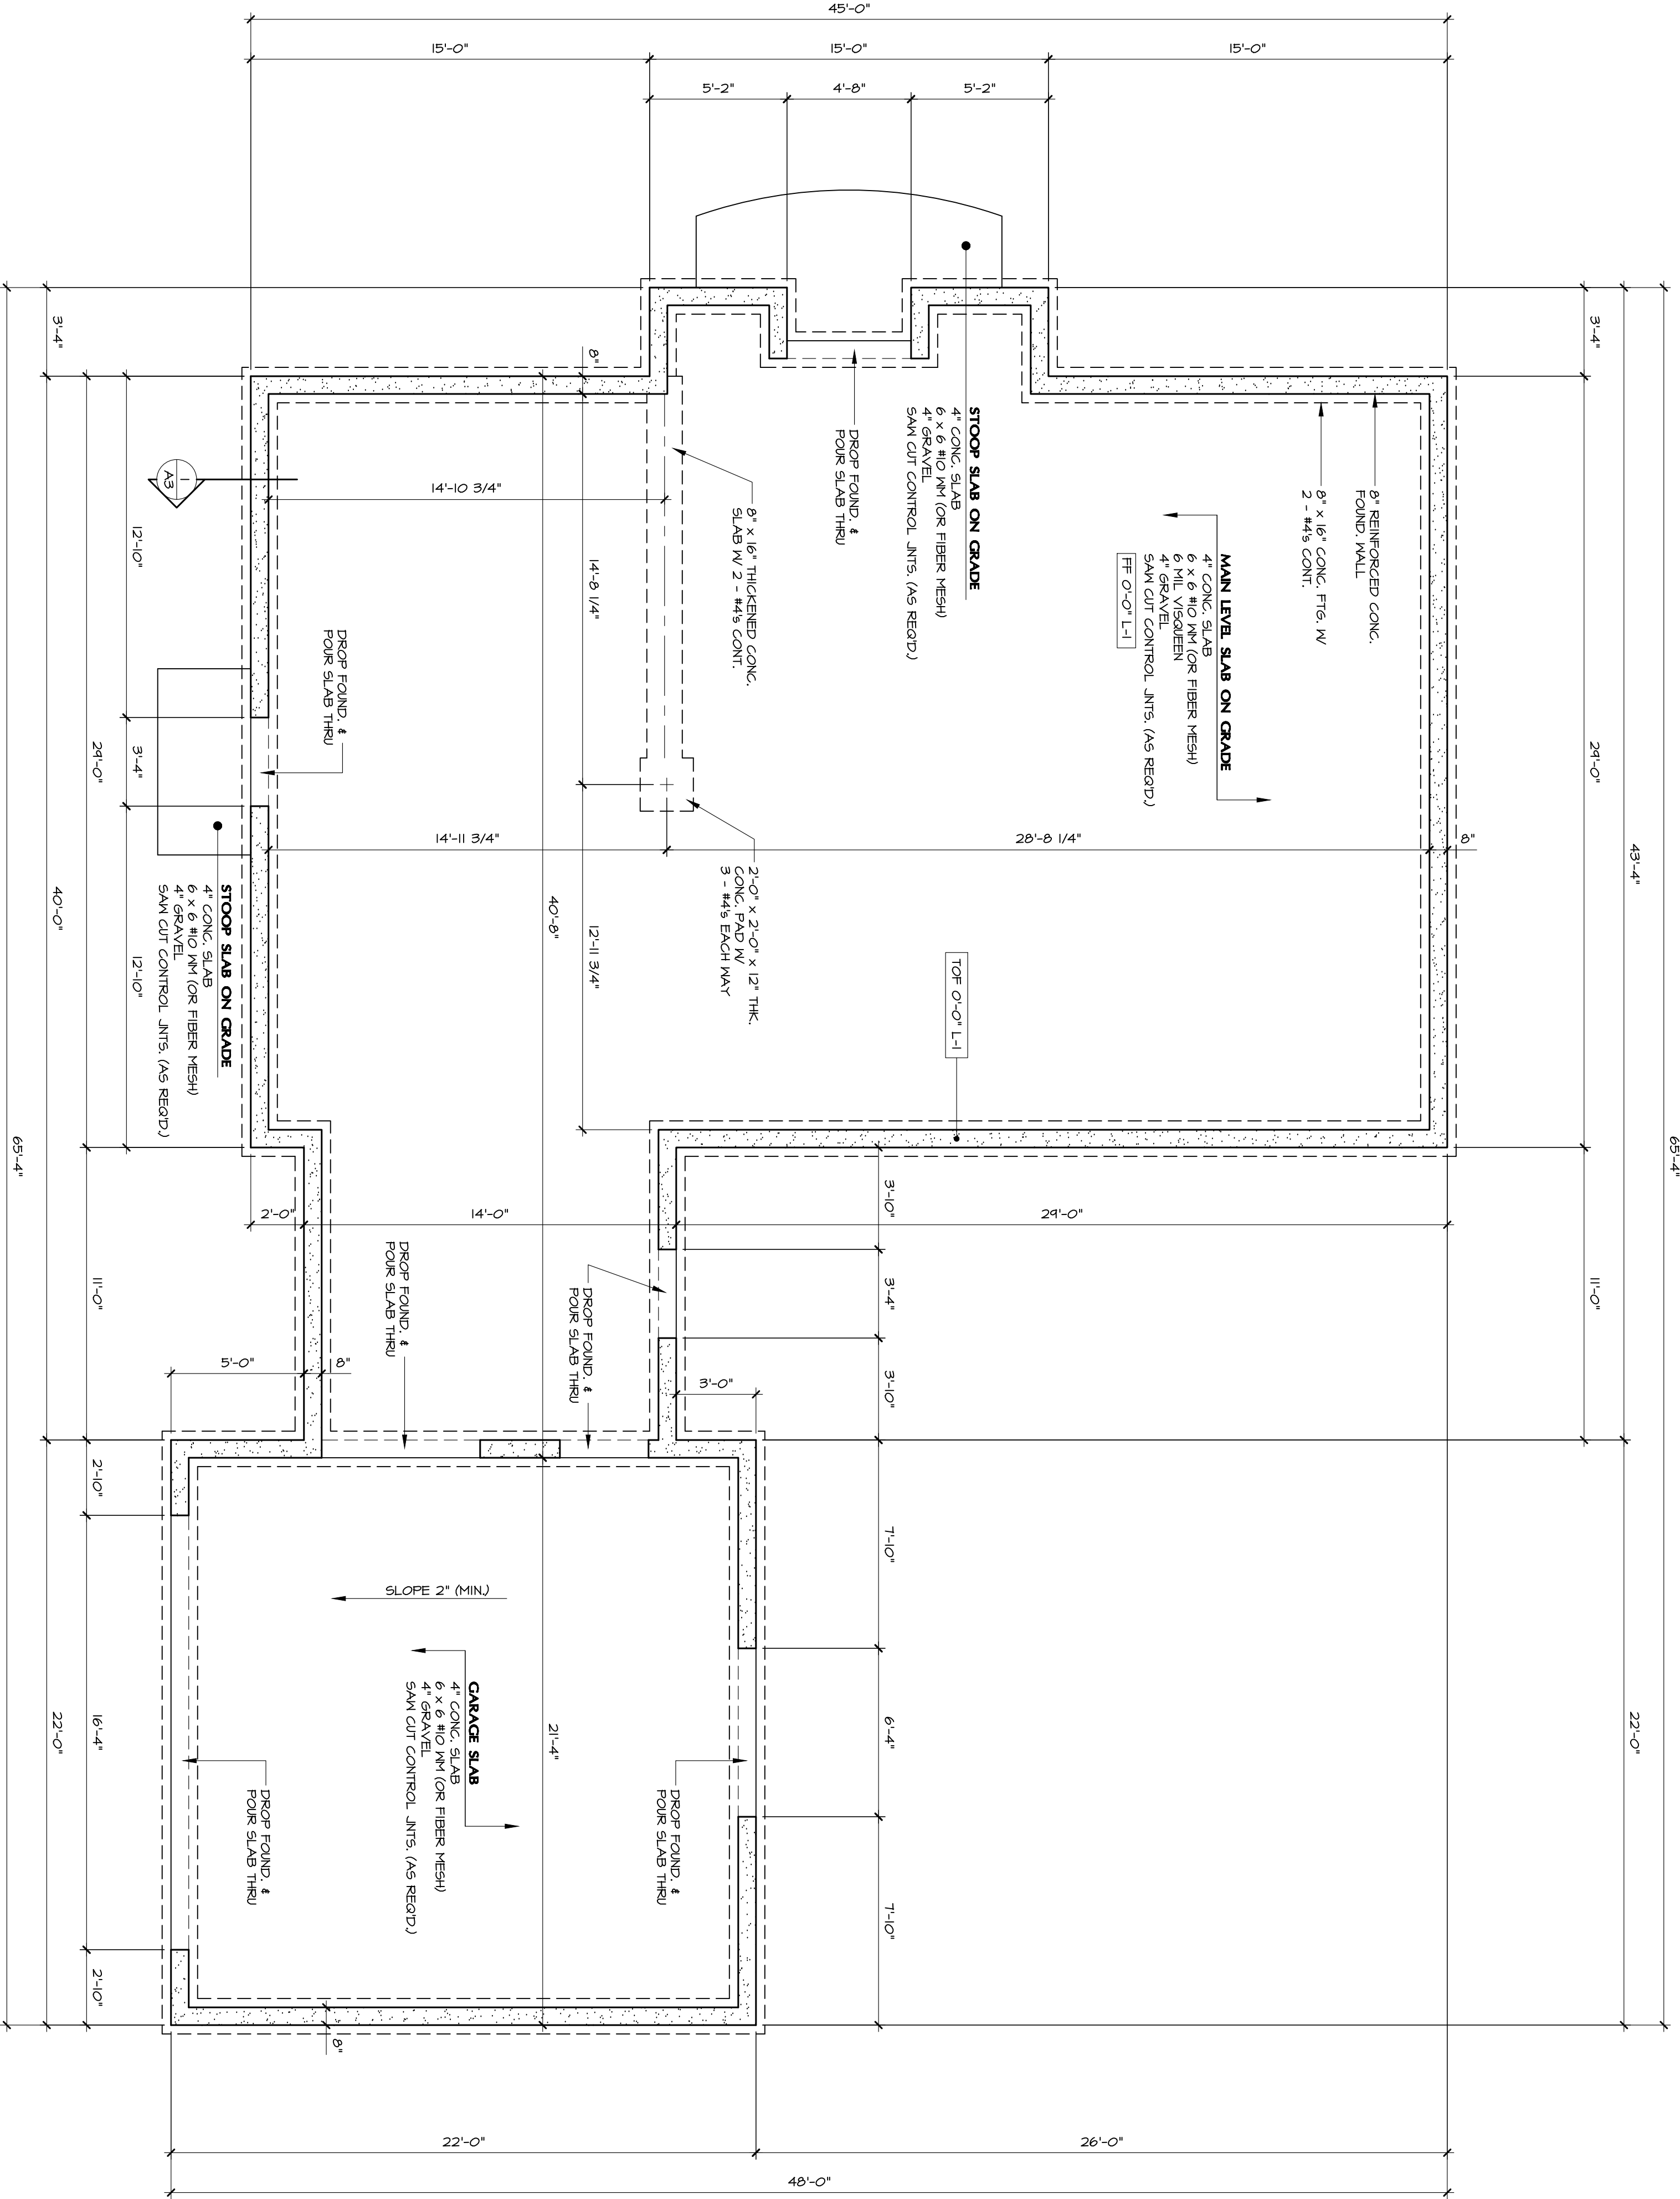 45'-0"
15'-0"
15'-0"
15'-0"
5'-2"
4'-8"
5'-2"
3'-4"
3'-4"
8"
STOOP SLAB ON GRADE
4" CONC. SLAB
6 x 6 #10 WM (OR FIBER MESH)
4" GRAVEL
SAW CUT CONTROL JNTS. (AS REQ'D.)
DROP FOUND. &
POUR SLAB THRU
8" REINFORCED CONC.
FOUND. WALL
8" x 16" CONC. FTG. W/
2 - #4's CONT.
MAIN LEVEL SLAB ON GRADE
4" CONC. SLAB
6 x 6 #10 WM (OR FIBER MESH)
6 MIL VISQUEEN
4" GRAVEL
SAW CUT CONTROL JNTS. (AS REQ'D.)
FF 0'-0" L-1
8" x 16" THICKENED CONC.
SLAB W/ 2 - #4's CONT.
1
A3
14'-10 3/4"
12'-10"
14'-8 1/4"
DROP FOUND. &
POUR SLAB THRU
29'-0"
3'-4"
29'-0"
14'-11 3/4"
28'-8 1/4"
8"
43'-4"
2'-0" x 2'-0" x 12" THK.
CONC. PAD W/
3 - #4's EACH WAY
40'-0"
40'-8"
12'-11 3/4"
12'-10"
STOOP SLAB ON GRADE
4" CONC. SLAB
6 x 6 #10 WM (OR FIBER MESH)
4" GRAVEL
SAW CUT CONTROL JNTS. (AS REQ'D.)
TOF 0'-0" L-1
65'-4"
65'-4"
3'-10"
2'-0"
14'-0"
29'-0"
DROP FOUND. &
POUR SLAB THRU
DROP FOUND. &
POUR SLAB THRU
11'-0"
3'-4"
11'-0"
5'-0"
8"
3'-0"
3'-10"
2'-10"
7'-10"
SLOPE 2" (MIN.)
GARAGE SLAB
4" CONC. SLAB
6 x 6 #10 WM (OR FIBER MESH)
4" GRAVEL
SAW CUT CONTROL JNTS. (AS REQ'D.)
22'-0"
16'-4"
21'-4"
6'-4"
22'-0"
DROP FOUND. &
POUR SLAB THRU
DROP FOUND. &
POUR SLAB THRU
7'-10"
2'-10"
8"
22'-0"
26'-0"
48'-0"